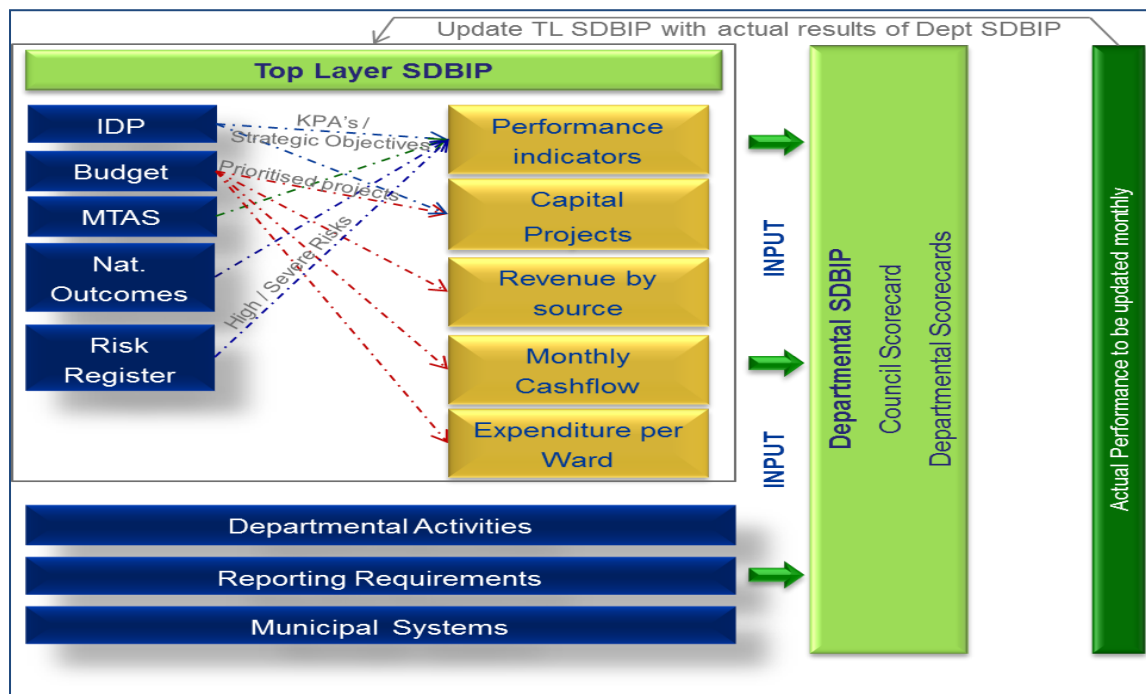 Update TL SDBIP with actual results of Dept SDBIP
Top Layer SDBIP
IDP
Budget
MTAS
Nat.
Outcomes
Risk
Register
KPA's /
Strategic Objectives
Prioritised projects
High / Severe Risks
Performance
indicators
Capital
Projects
Revenue by
source
Monthly
Cashflow
Expenditure per
Ward
Departmental Activities
Reporting Requirements
Municipal Systems
INPUT
INPUT
Departmental SDBIP
Council Scorecard
Departmental Scorecards
Actual Performance to be updated monthly